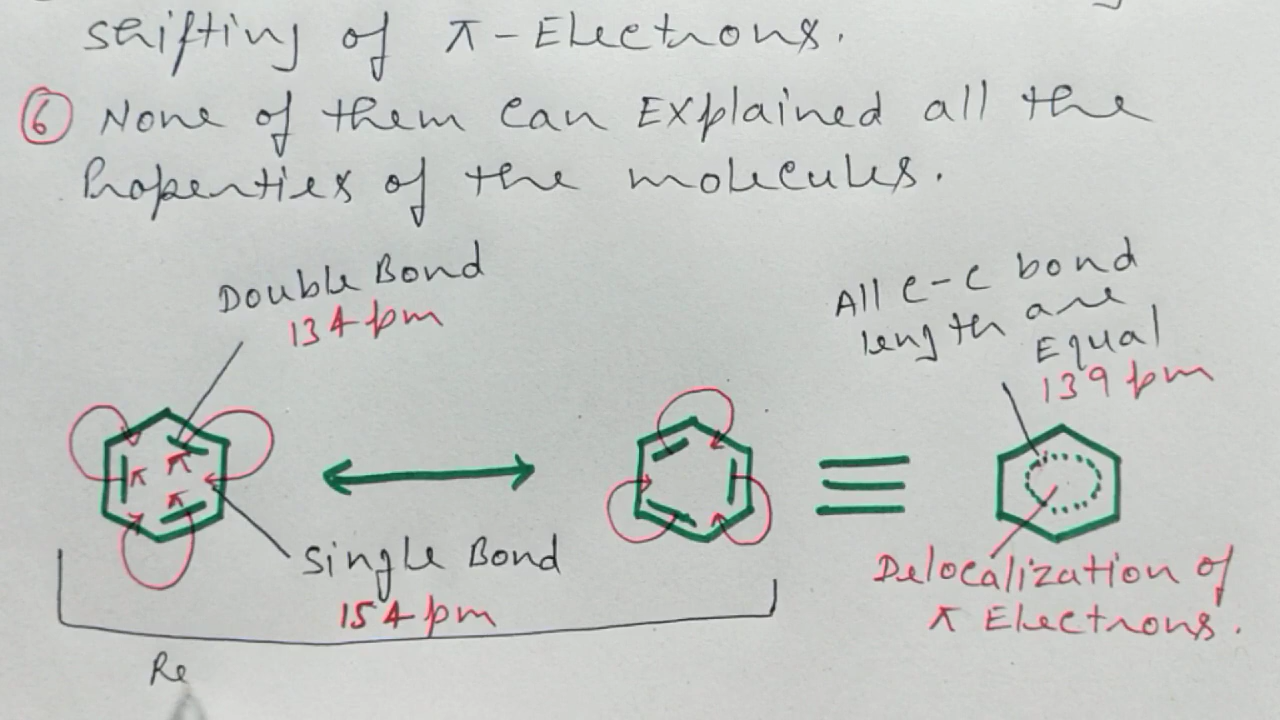 shifting of π-Electrons.
⑥ None of them can Explained all the
Properties of the molecules.
Double Bond
134 pm
All C-C bond
length are
Equal
139 pm
π
π
π
Single Bond
154 pm
Delocalization of
π Electrons.
Re